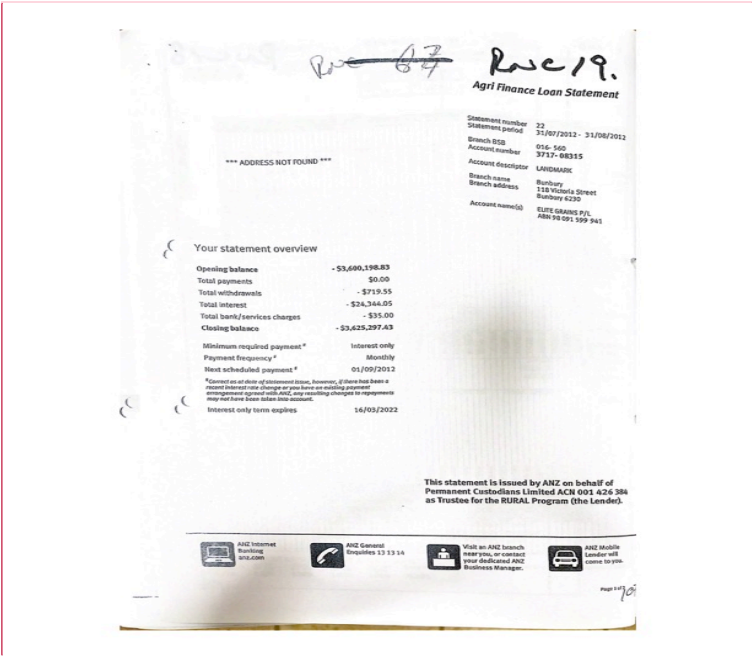 RNC 19.
Agri Finance Loan Statement
Statement number 22
Statement period 31/07/2012 - 31/08/2012
Branch BSB 016-560
Account number 3717-08315
Account descriptor LANDMARK
Branch name Bunbury
Branch address 118 Victoria Street
Bunbury 6230
Account name(s) ELITE GRAINS P/L
ABN 90 091 599 941
*** ADDRESS NOT FOUND ***
Your statement overview
Opening balance - $3,600,198.83
Total payments $0.00
Total withdrawals - $719.55
Total interest - $24,344.05
Total bank/services charges - $35.00
Closing balance - $3,625,297.43
Minimum required payment# Interest only
Payment frequency# Monthly
Next scheduled payment# 01/09/2012
#Correct as at date of statement issue, however, if there has been a
recent interest rate change or you have an existing payment
arrangement agreed with ANZ, any resulting changes to repayments
may not have been taken into account.
Interest only term expires 16/03/2022
This statement is issued by ANZ on behalf of
Permanent Custodians Limited ACN 001 426 384
as Trustee for the RURAL Program (the Lender).
ANZ Internet
Banking
anz.com
ANZ General
Enquiries 13 13 14
Visit an ANZ branch
near you, or contact
your dedicated ANZ
Business Manager.
ANZ Mobile
Lender will
come to you.
Page 1 of